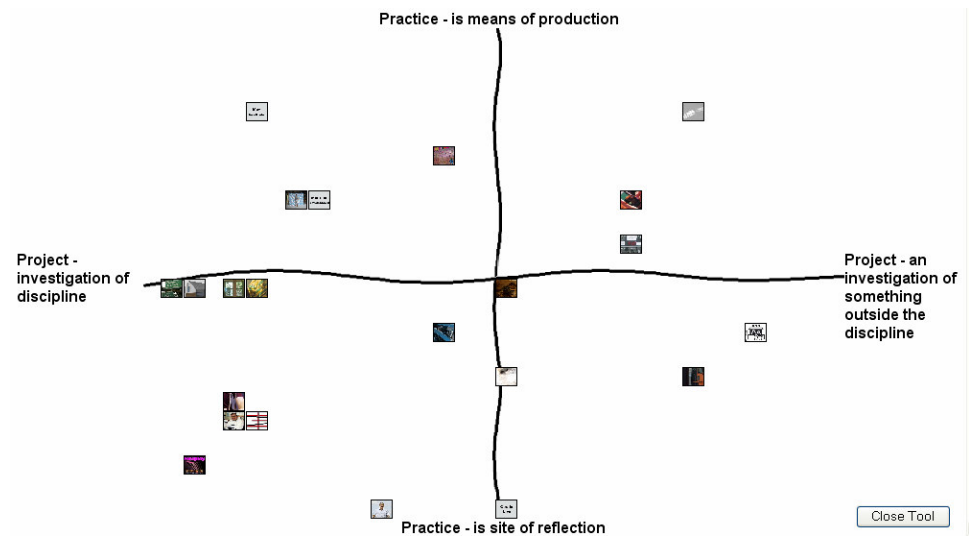 Practice - is means of production
Project -
investigation of
discipline
Project - an
investigation of
something
outside the
discipline
Practice - is site of reflection
Close Tool